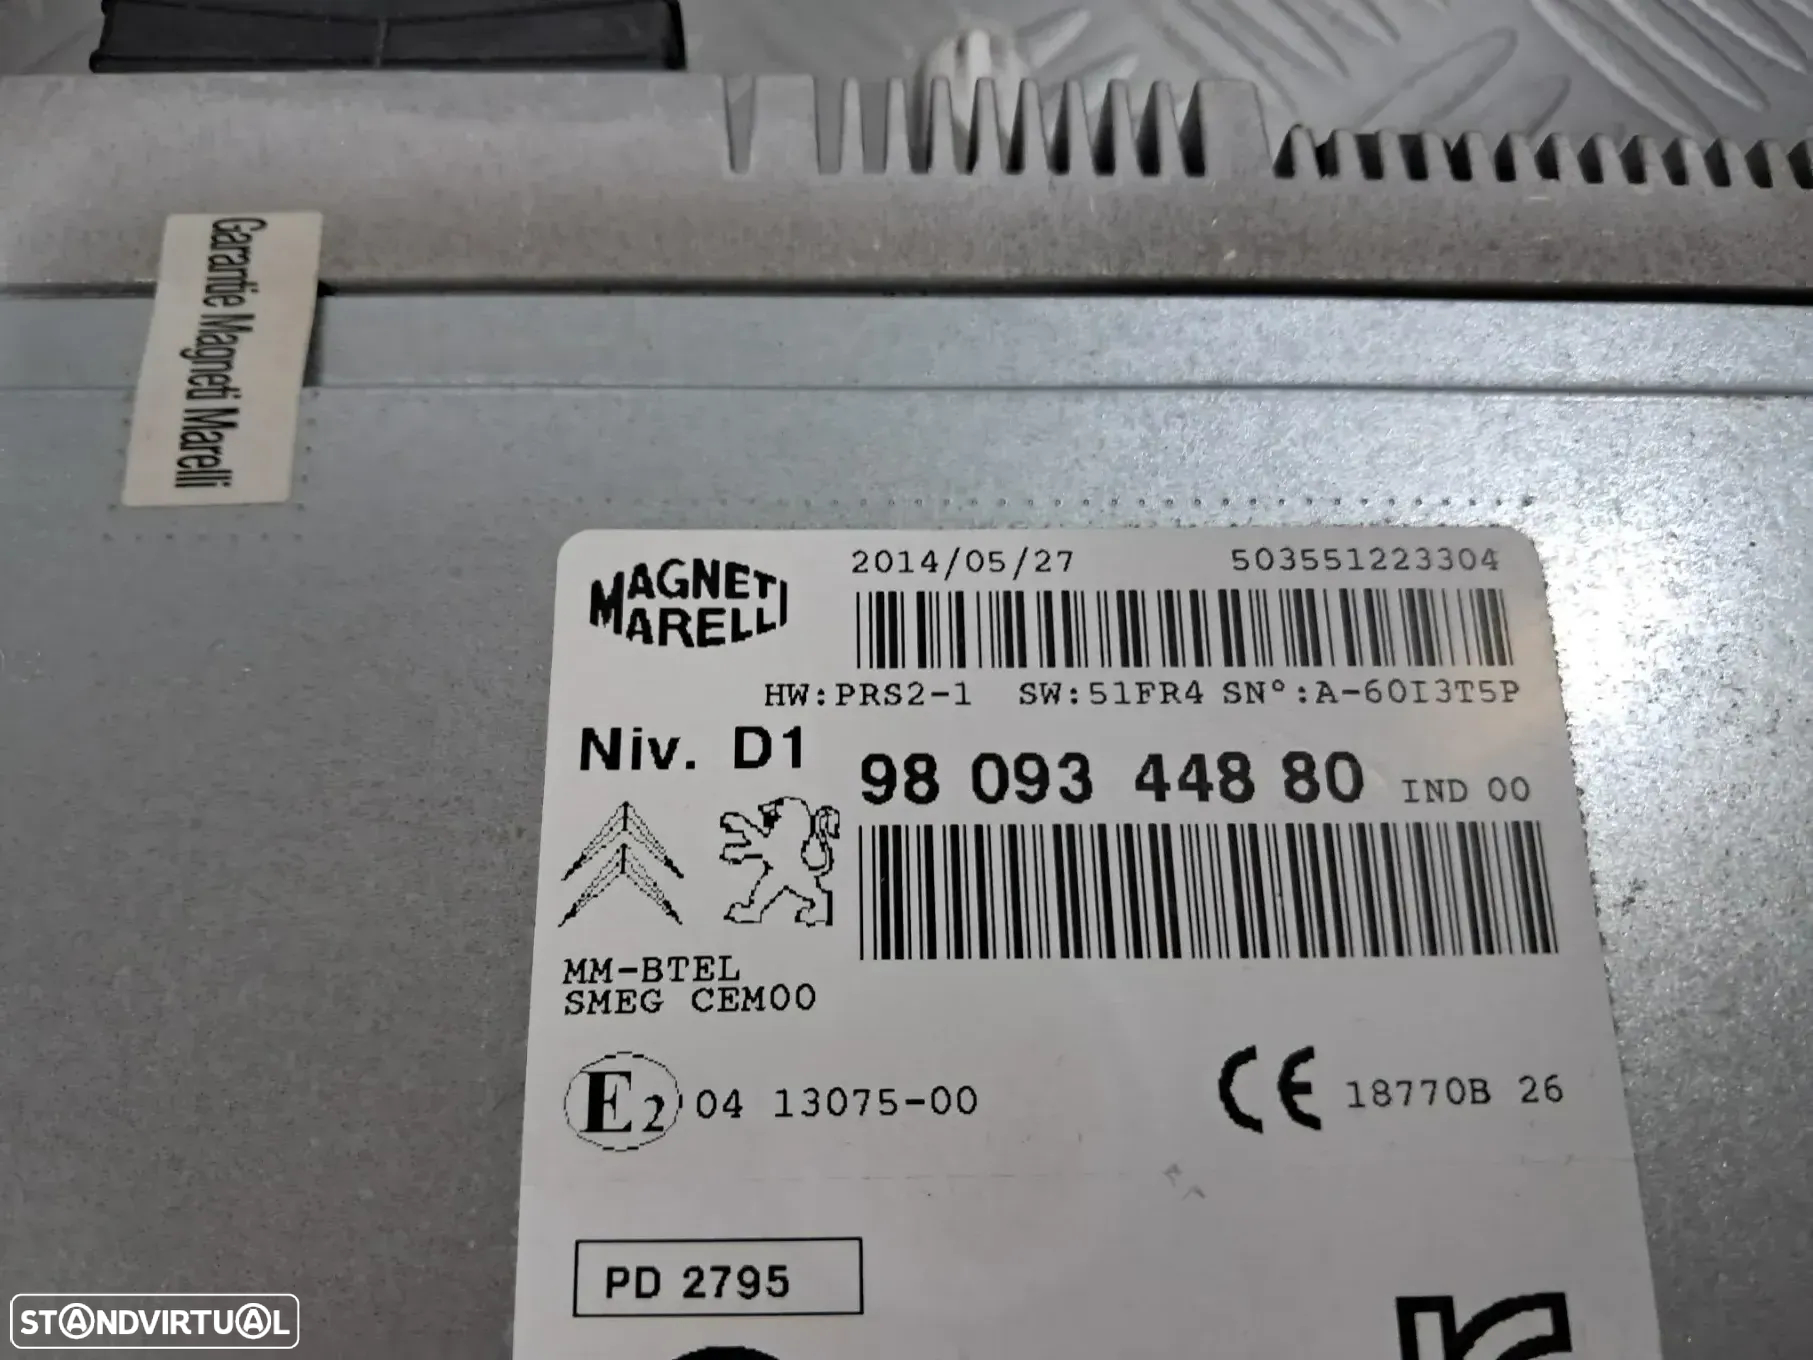 Garantie Magneti Marelli
MAGNETI
MARELLI
2014/05/27 503551223304
HW:PRS2-1 SW:51FR4 SN°:A-60I3T5P
Niv. D1
98 093 448 80 IND 00
MM-BTEL
SMEG CEM00
E2 04 13075-00
CE 18770B 26
PD 2795
STANDVIRTUAL